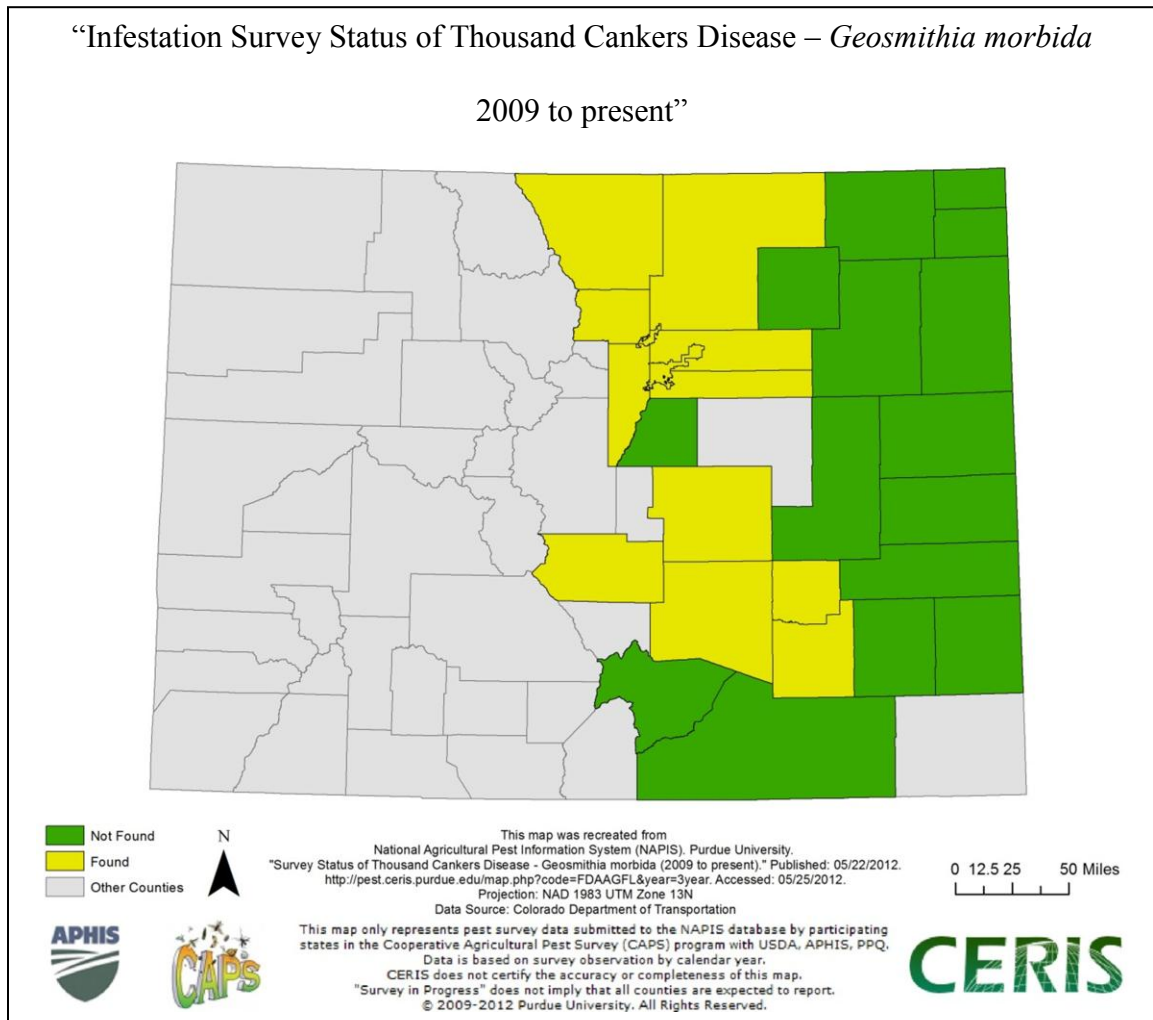 “Infestation Survey Status of Thousand Cankers Disease – Geosmithia morbida
2009 to present”
Not Found
Found
Other Counties
N
This map was recreated from
National Agricultural Pest Information System (NAPIS). Purdue University.
"Survey Status of Thousand Cankers Disease - Geosmithia morbida (2009 to present)." Published: 05/22/2012.
http://pest.ceris.purdue.edu/map.php?code=FDAAGFL&year=3year. Accessed: 05/25/2012.
Projection: NAD 1983 UTM Zone 13N
Data Source: Colorado Department of Transportation
0 12.5 25 50 Miles
APHIS
CAPS
This map only represents pest survey data submitted to the NAPIS database by participating
states in the Cooperative Agricultural Pest Survey (CAPS) program with USDA, APHIS, PPQ.
Data is based on survey observation by calendar year.
CERIS does not certify the accuracy or completeness of this map.
"Survey in Progress" does not imply that all counties are expected to report.
© 2009-2012 Purdue University. All Rights Reserved.
CERIS